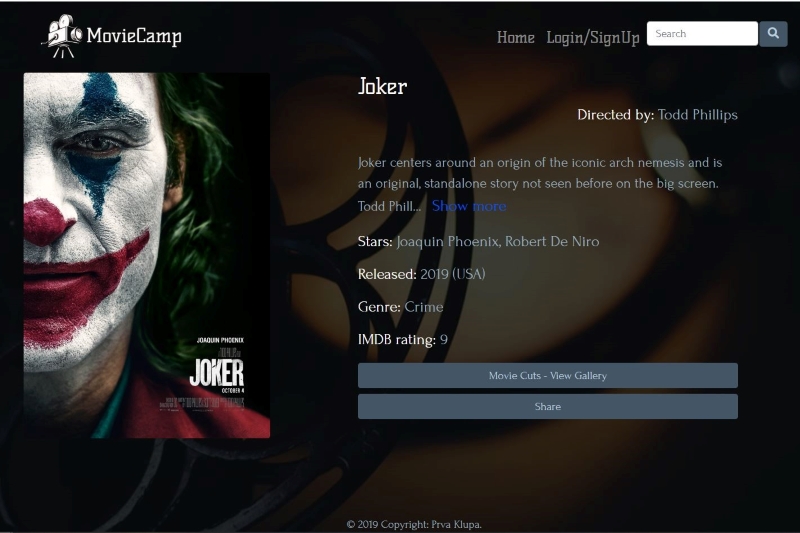 MovieCamp
Home Login/SignUp Search
Joker
Directed by: Todd Phillips
Joker centers around an origin of the iconic arch nemesis and is
an original, standalone story not seen before on the big screen.
Todd Phill... Show more
Stars: Joaquin Phoenix, Robert De Niro
Released: 2019 (USA)
Genre: Crime
IMDB rating: 9
Movie Cuts - View Gallery
Share
JOAQUIN PHOENIX
JOKER
OCTOBER 4
© 2019 Copyright: Prva Klupa.